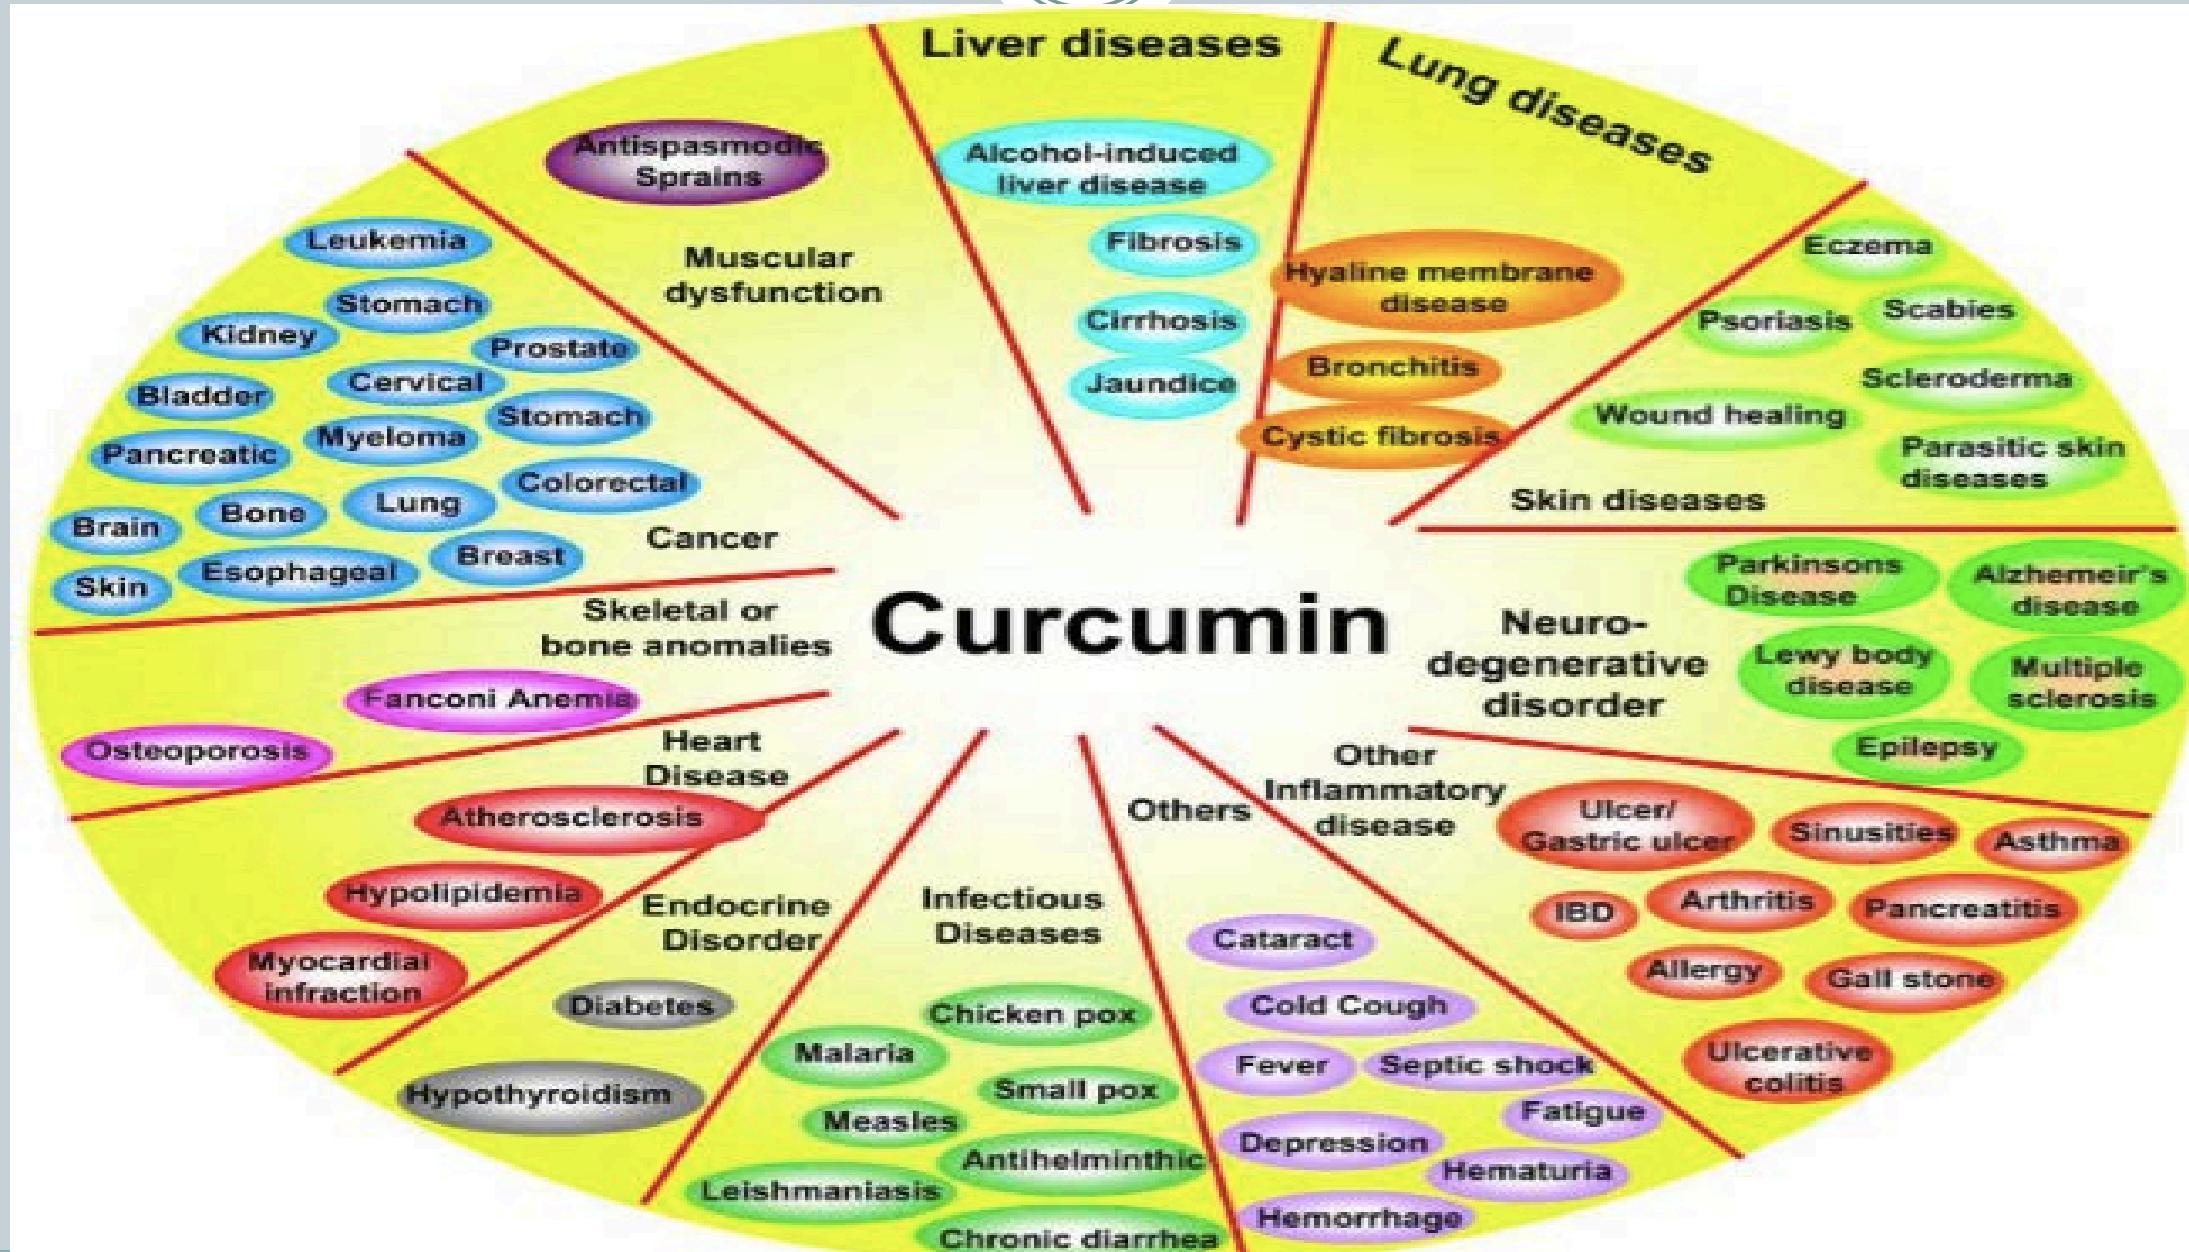 Liver diseases
Alcohol-induced
liver disease
Fibrosis
Cirrhosis
Jaundice
Lung diseases
Hyaline membrane
disease
Bronchitis
Cystic fibrosis
Eczema
Psoriasis
Scabies
Scleroderma
Wound healing
Parasitic skin
diseases
Skin diseases
Parkinsons
Disease
Alzhemeir's
disease
Neuro-
degenerative
disorder
Lewy body
disease
Multiple
sclerosis
Epilepsy
Other
Inflammatory
disease
Ulcer/
Gastric ulcer
Sinusities
Asthma
IBD
Arthritis
Pancreatitis
Allergy
Gall stone
Ulcerative
colitis
Others
Cataract
Cold Cough
Fever
Septic shock
Fatigue
Depression
Hematuria
Hemorrhage
Infectious
Diseases
Chicken pox
Malaria
Small pox
Measles
Antihelminthic
Leishmaniasis
Chronic diarrhea
Endocrine
Disorder
Diabetes
Hypothyroidism
Heart
Disease
Atherosclerosis
Hypolipidemia
Myocardial
infraction
Skeletal or
bone anomalies
Fanconi Anemia
Osteoporosis
Cancer
Leukemia
Stomach
Kidney
Prostate
Cervical
Bladder
Stomach
Myeloma
Pancreatic
Colorectal
Lung
Bone
Brain
Breast
Esophageal
Skin
Antispasmodic
Sprains
Muscular
dysfunction
Curcumin